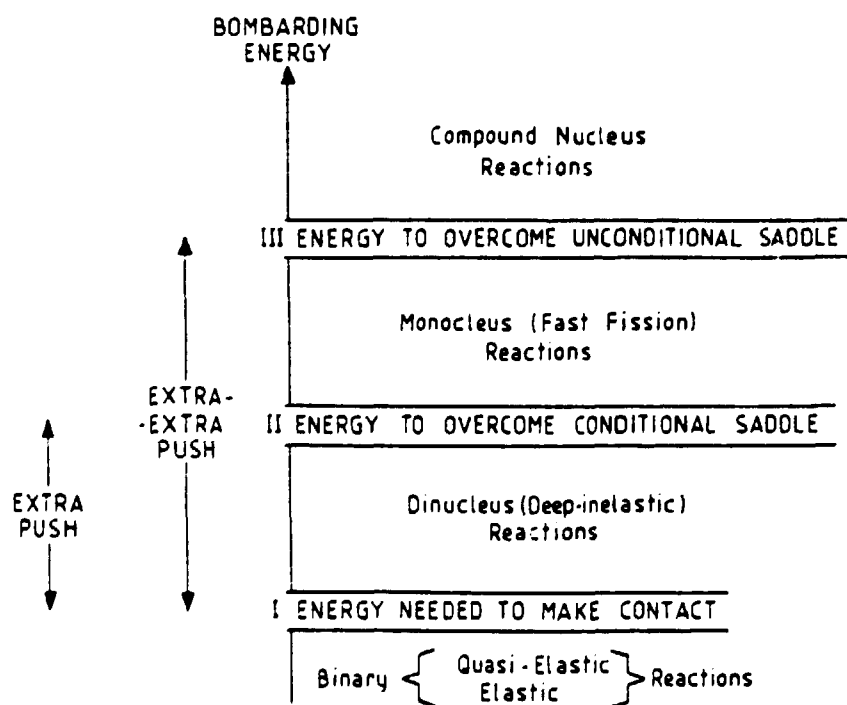 BOMBARDING
ENERGY
Compound Nucleus
Reactions
III ENERGY TO OVERCOME UNCONDITIONAL SADDLE
Monocleus (Fast Fission)
Reactions
EXTRA-
-EXTRA
PUSH
II ENERGY TO OVERCOME CONDITIONAL SADDLE
EXTRA
PUSH
Dinucleus (Deep-inelastic)
Reactions
I ENERGY NEEDED TO MAKE CONTACT
Binary { Quasi-Elastic } Reactions
Elastic